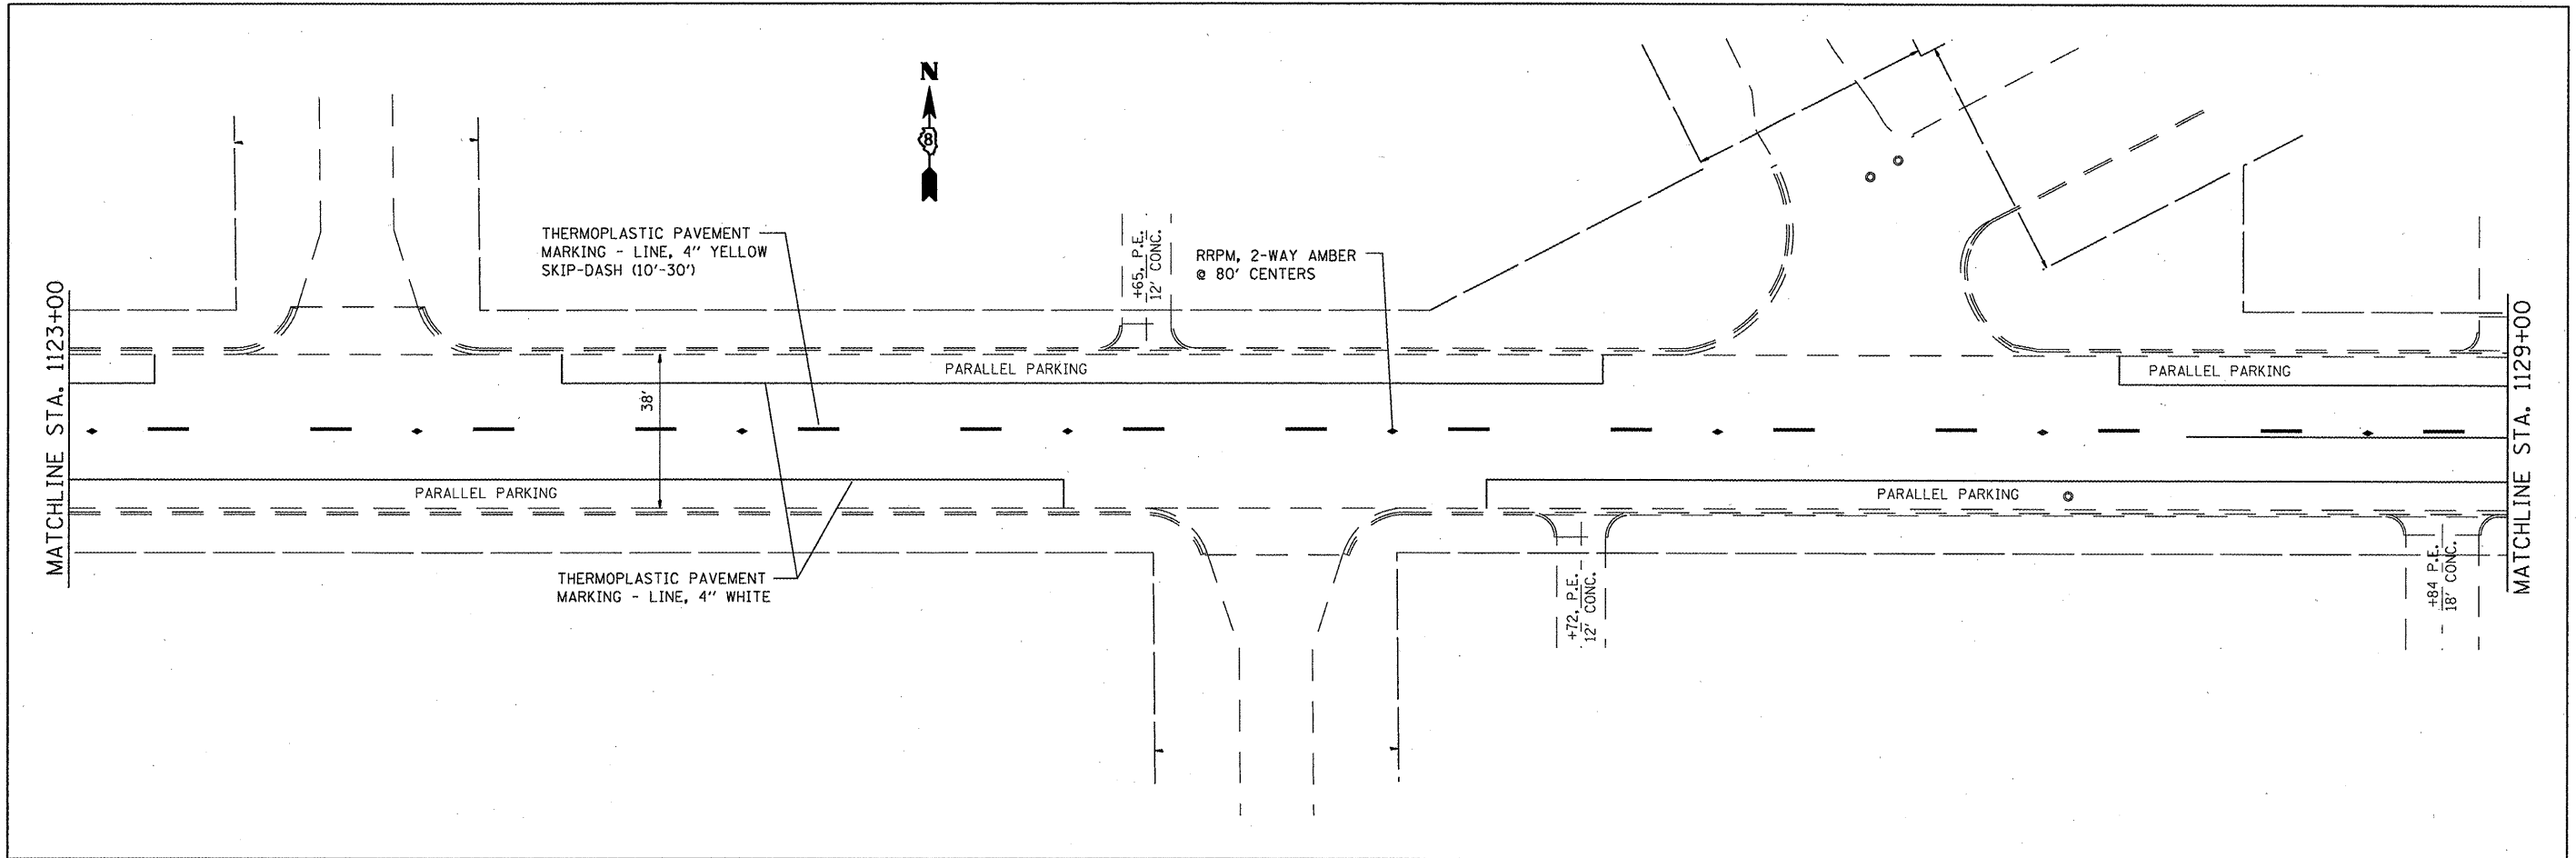 N
8
THERMOPLASTIC PAVEMENT
MARKING - LINE, 4" YELLOW
SKIP-DASH (10'-30')
+65, P.E.
12' CONC.
RRPM, 2-WAY AMBER
@ 80' CENTERS
MATCHLINE STA. 1123+00
MATCHLINE STA. 1129+00
PARALLEL PARKING
PARALLEL PARKING
38'
PARALLEL PARKING
PARALLEL PARKING
THERMOPLASTIC PAVEMENT
MARKING - LINE, 4" WHITE
+72, P.E.
12' CONC.
+84 P.E.
18' CONC.